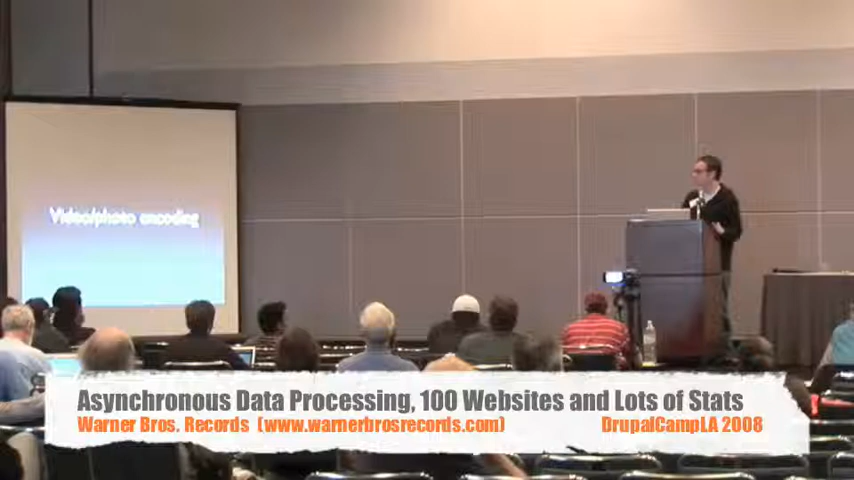 Video/photo encoding
Asynchronous Data Processing, 100 Websites and Lots of Stats
Warner Bros. Records (www.warnerbrosrecords.com) DrupalCampLA 2008